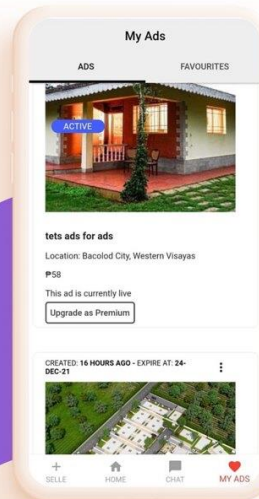 My Ads
ADS FAVOURITES
ACTIVE
tets ads for ads
Location: Bacolod City, Western Visayas
₱58
This ad is currently live
Upgrade as Premium
CREATED: 16 HOURS AGO - EXPIRE AT: 24-
DEC-21
SELLE HOME CHAT MY ADS